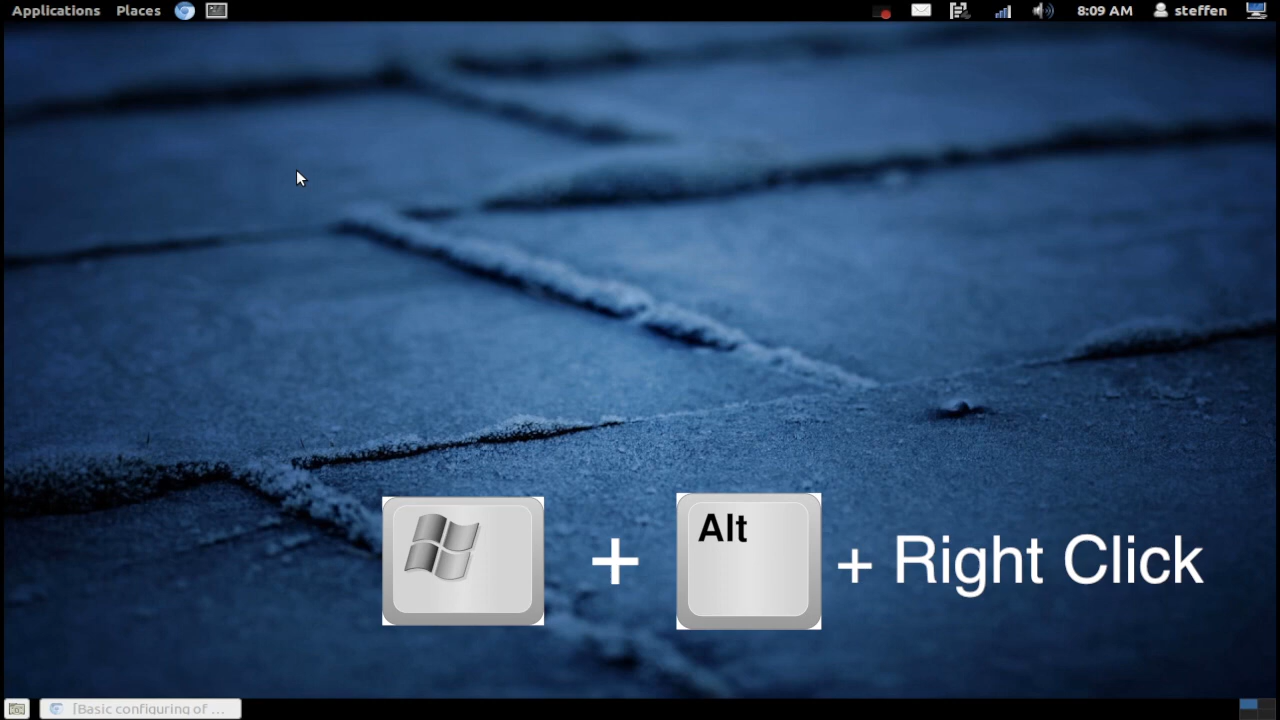 Applications Places 8:09 AM steffen
Alt + Right Click
+
[Basic configuring of ...